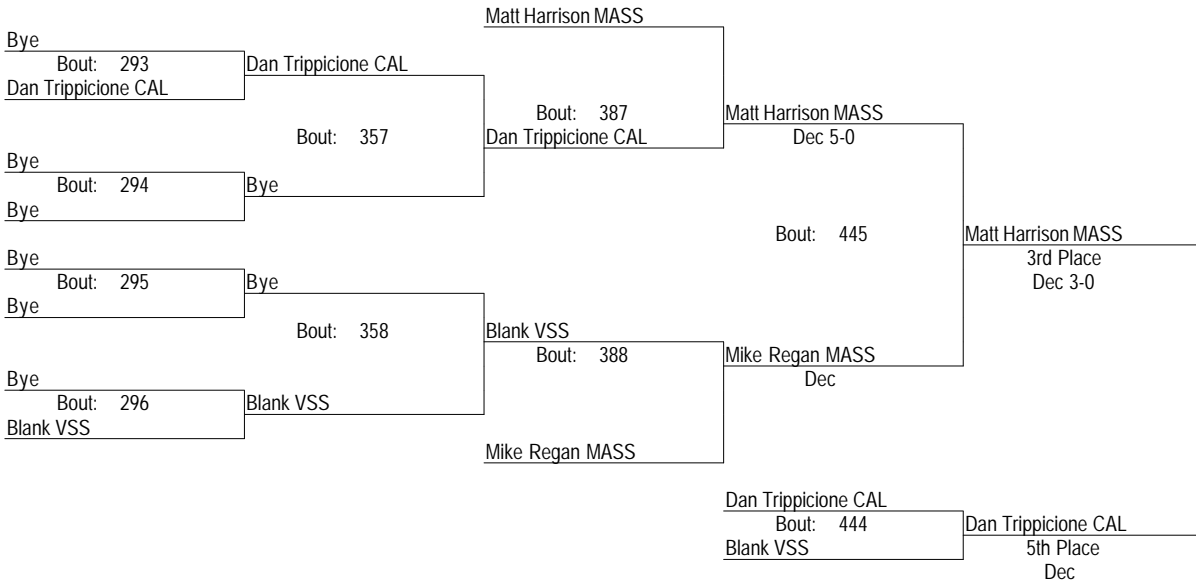 Matt Harrison MASS
Bye
Bout: 293
Dan Trippicione CAL
Dan Trippicione CAL
Bout: 387
Matt Harrison MASS
Bout: 357
Dan Trippicione CAL
Dec 5-0
Bye
Bout: 294
Bye
Bye
Bout: 445
Matt Harrison MASS
3rd Place
Dec 3-0
Bye
Bout: 295
Bye
Bye
Bout: 358
Blank VSS
Bout: 388
Mike Regan MASS
Dec
Bye
Bout: 296
Blank VSS
Blank VSS
Mike Regan MASS
Dan Trippicione CAL
Bout: 444
Dan Trippicione CAL
Blank VSS
5th Place
Dec